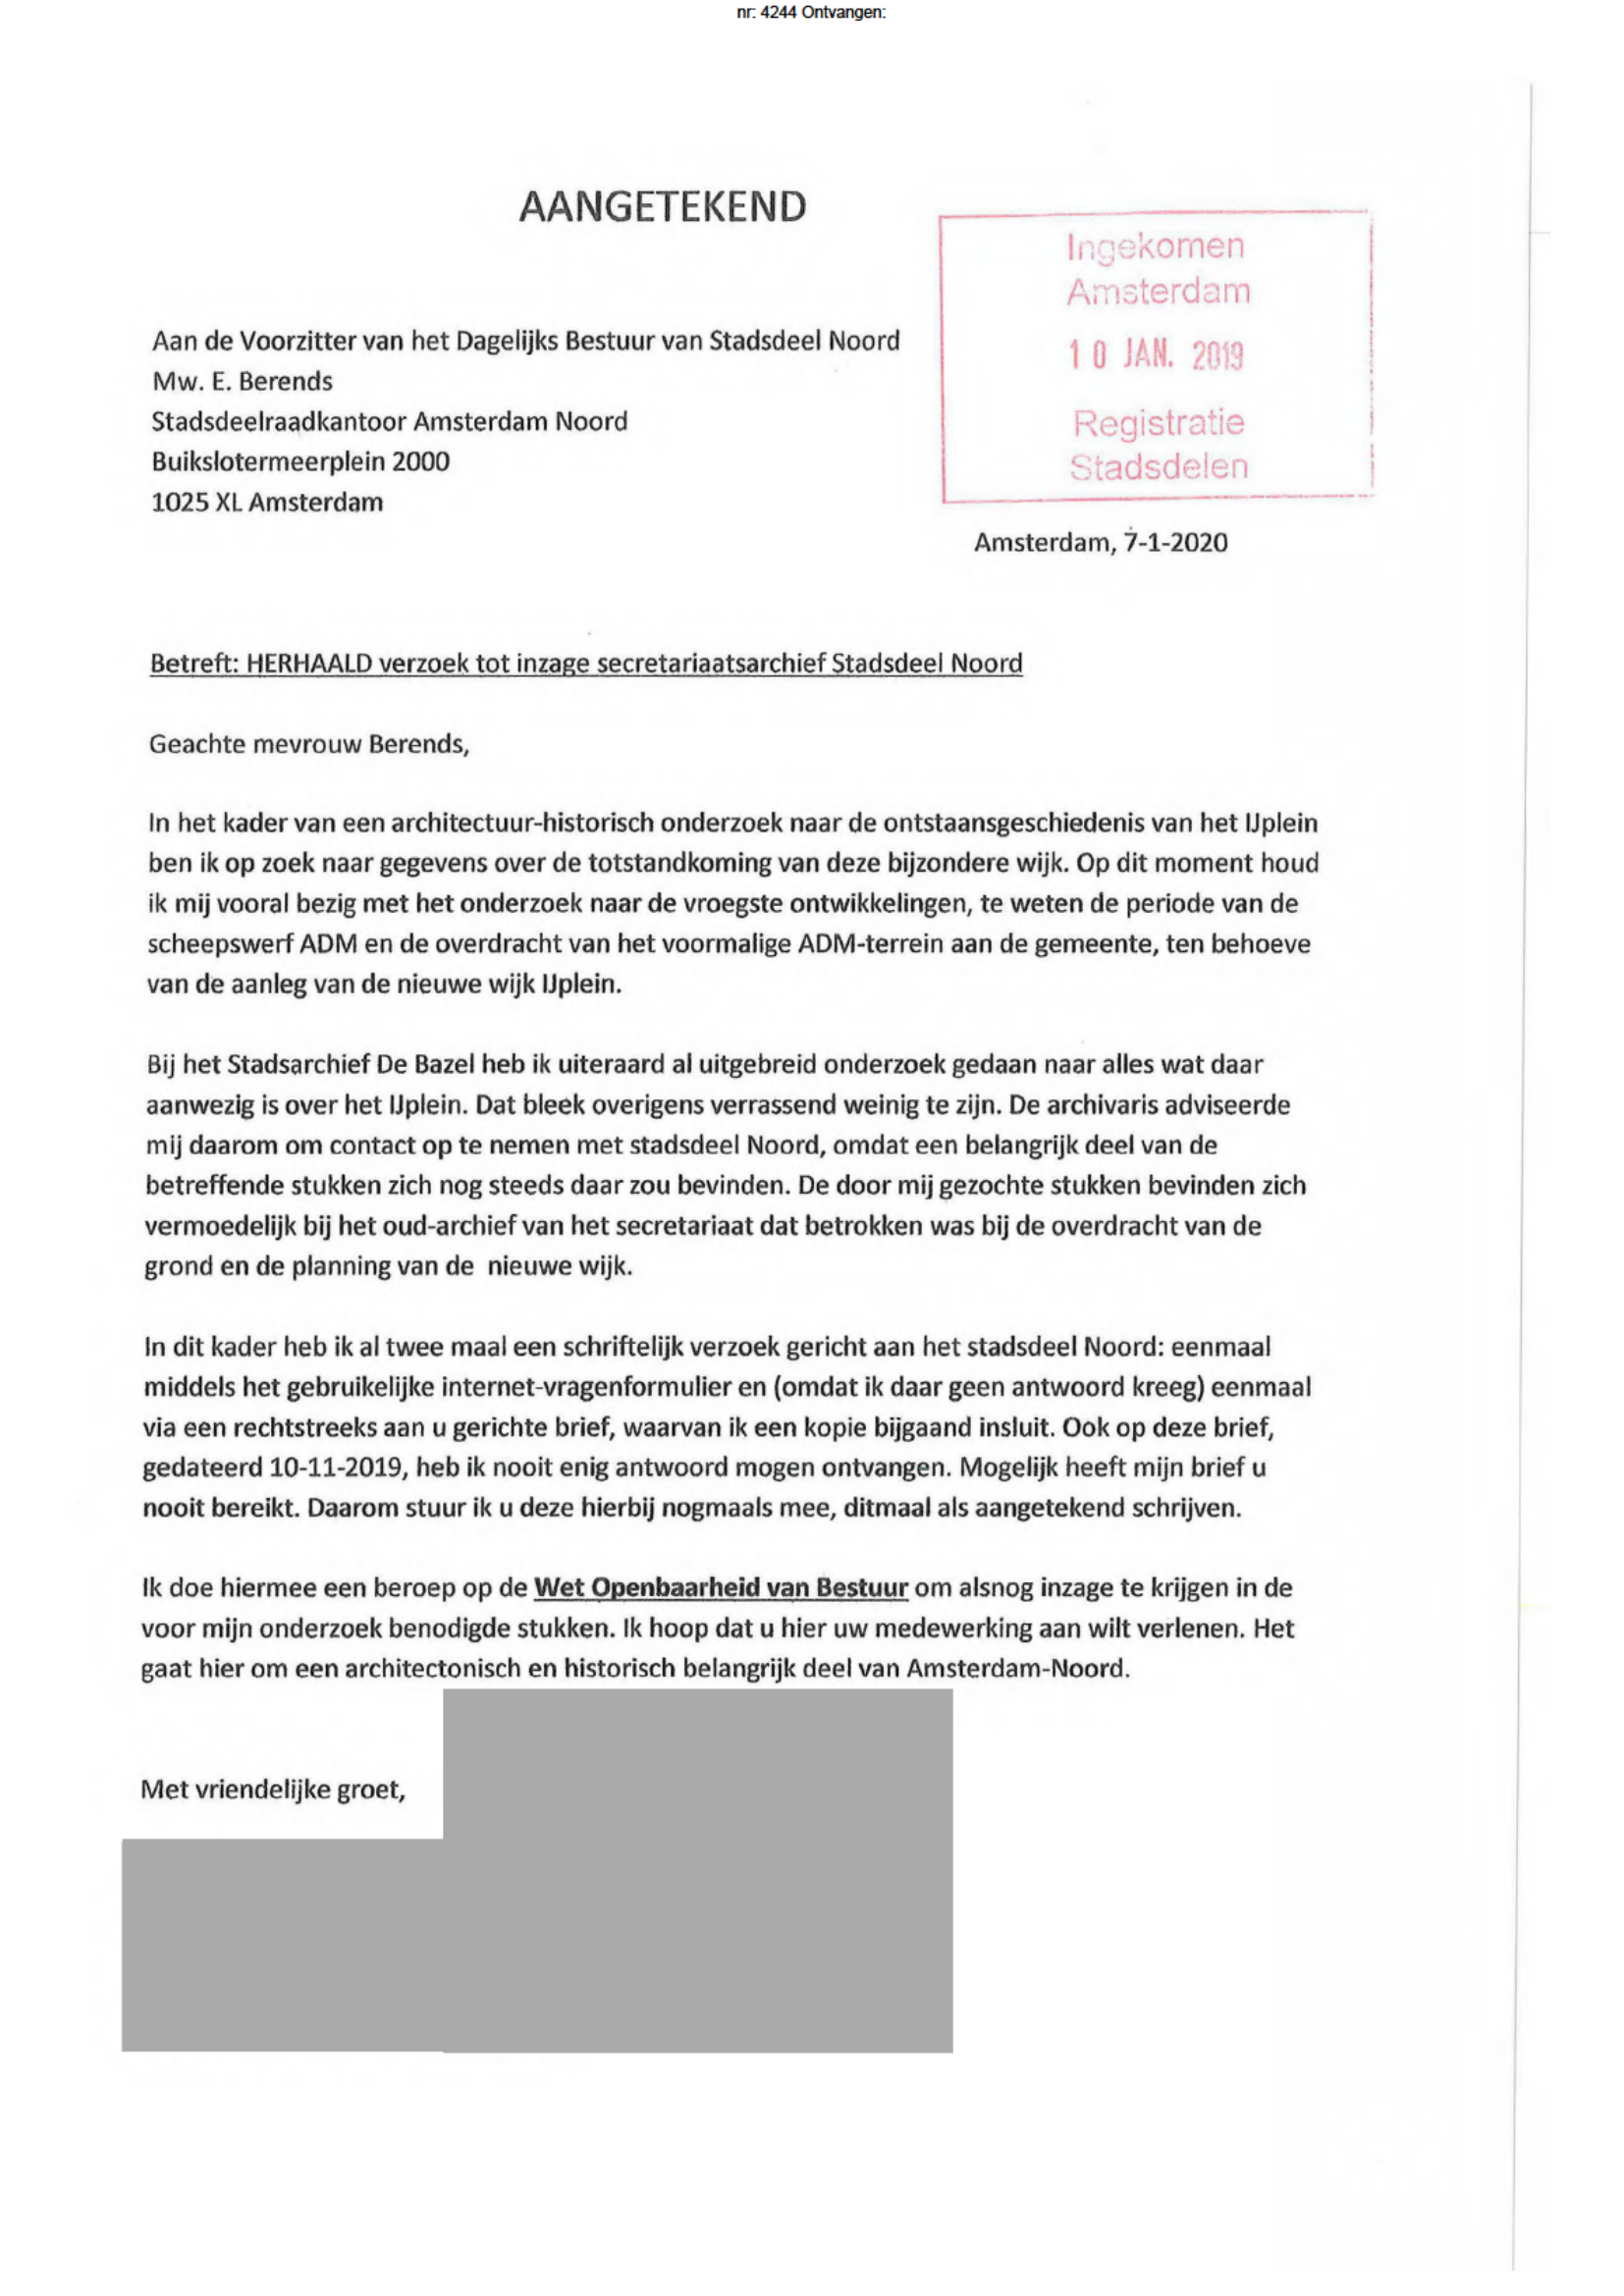 nr: 4244 Ontvangen:
AANGETEKEND
Ingekomen
Amsterdam
10 JAN. 2019
Registratie
Stadsdelen
Aan de Voorzitter van het Dagelijks Bestuur van Stadsdeel Noord
Mw. E. Berends
Stadsdeelraadkantoor Amsterdam Noord
Buikslotermeerplein 2000
1025 XL Amsterdam
Amsterdam, 7-1-2020
Betreft: HERHAALD verzoek tot inzage secretariaatsarchief Stadsdeel Noord
Geachte mevrouw Berends,
In het kader van een architectuur-historisch onderzoek naar de ontstaansgeschiedenis van het IJplein
ben ik op zoek naar gegevens over de totstandkoming van deze bijzondere wijk. Op dit moment houd
ik mij vooral bezig met het onderzoek naar de vroegste ontwikkelingen, te weten de periode van de
scheepswerf ADM en de overdracht van het voormalige ADM-terrein aan de gemeente, ten behoeve
van de aanleg van de nieuwe wijk IJplein.
Bij het Stadsarchief De Bazel heb ik uiteraard al uitgebreid onderzoek gedaan naar alles wat daar
aanwezig is over het IJplein. Dat bleek overigens verrassend weinig te zijn. De archivaris adviseerde
mij daarom om contact op te nemen met stadsdeel Noord, omdat een belangrijk deel van de
betreffende stukken zich nog steeds daar zou bevinden. De door mij gezochte stukken bevinden zich
vermoedelijk bij het oud-archief van het secretariaat dat betrokken was bij de overdracht van de
grond en de planning van de nieuwe wijk.
In dit kader heb ik al twee maal een schriftelijk verzoek gericht aan het stadsdeel Noord: eenmaal
middels het gebruikelijke internet-vragenformulier en (omdat ik daar geen antwoord kreeg) eenmaal
via een rechtstreeks aan u gerichte brief, waarvan ik een kopie bijgaand insluit. Ook op deze brief,
gedateerd 10-11-2019, heb ik nooit enig antwoord mogen ontvangen. Mogelijk heeft mijn brief u
nooit bereikt. Daarom stuur ik u deze hierbij nogmaals mee, ditmaal als aangetekend schrijven.
Ik doe hiermee een beroep op de Wet Openbaarheid van Bestuur om alsnog inzage te krijgen in de
voor mijn onderzoek benodigde stukken. Ik hoop dat u hier uw medewerking aan wilt verlenen. Het
gaat hier om een architectonisch en historisch belangrijk deel van Amsterdam-Noord.
Met vriendelijke groet,